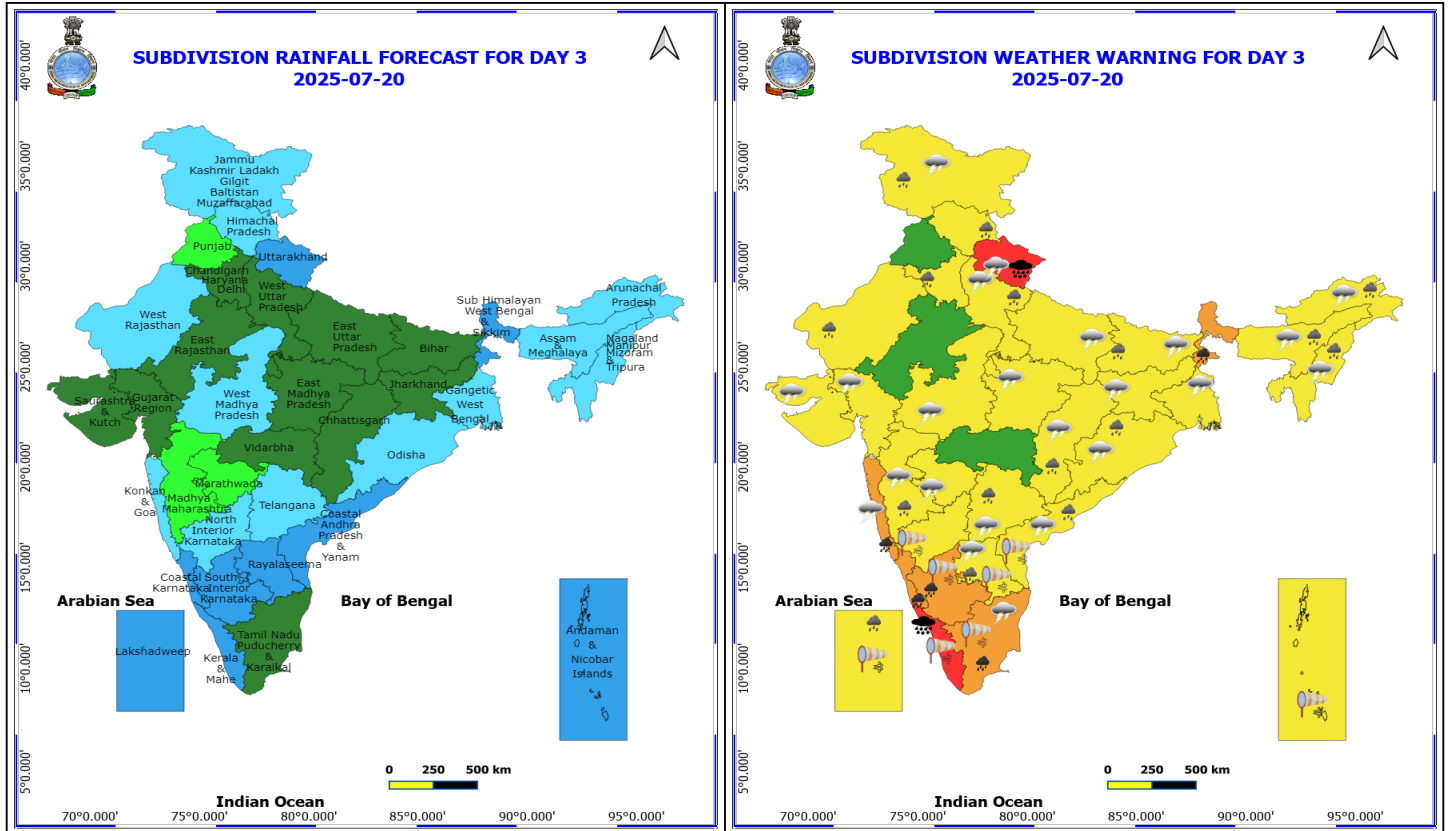 SUBDIVISION RAINFALL FORECAST FOR DAY 3
2025-07-20
40°0.000'
35°0.000'
30°0.000'
25°0.000'
20°0.000'
15°0.000'
10°0.000'
5°0.000'
Jammu
Kashmir Ladakh
Gilgit
Baltistan
Muzaffarabad
Himachal
Pradesh
Punjab
Uttarakhand
Chandigarh
Haryana
Delhi
West
Uttar
Pradesh
Arunachal
Pradesh
Sub Himalayan
West Bengal
&
Sikkim
West
Rajasthan
East
Rajasthan
East
Uttar
Pradesh
Bihar
Assam
&
Meghalaya
Nagaland
Manipur
Mizoram
&
Tripura
Saurashtra
&
Kutch
Gujarat
Region
West
Madhya
Pradesh
East
Madhya
Pradesh
Jharkhand
Gangetic
West
Bengal
Chhattisgarh
Vidarbha
Odisha
Konkan
&
Goa
Madhya
Maharashtra
Marathwada
Telangana
North
Interior
Karnataka
Coastal
Andhra
Pradesh
&
Yanam
Rayalaseema
Coastal
Karnataka
South
Interior
Karnataka
Arabian Sea
Bay of Bengal
Lakshadweep
Kerala
&
Mahe
Tamil Nadu
Puducherry
&
Karaikal
Andaman
&
Nicobar
Islands
0 250 500 km
Indian Ocean
70°0.000' 75°0.000' 80°0.000' 85°0.000' 90°0.000' 95°0.000'
SUBDIVISION WEATHER WARNING FOR DAY 3
2025-07-20
40°0.000'
35°0.000'
30°0.000'
25°0.000'
20°0.000'
15°0.000'
10°0.000'
5°0.000'
Arabian Sea
Bay of Bengal
0 250 500 km
Indian Ocean
70°0.000' 75°0.000' 80°0.000' 85°0.000' 90°0.000' 95°0.000'